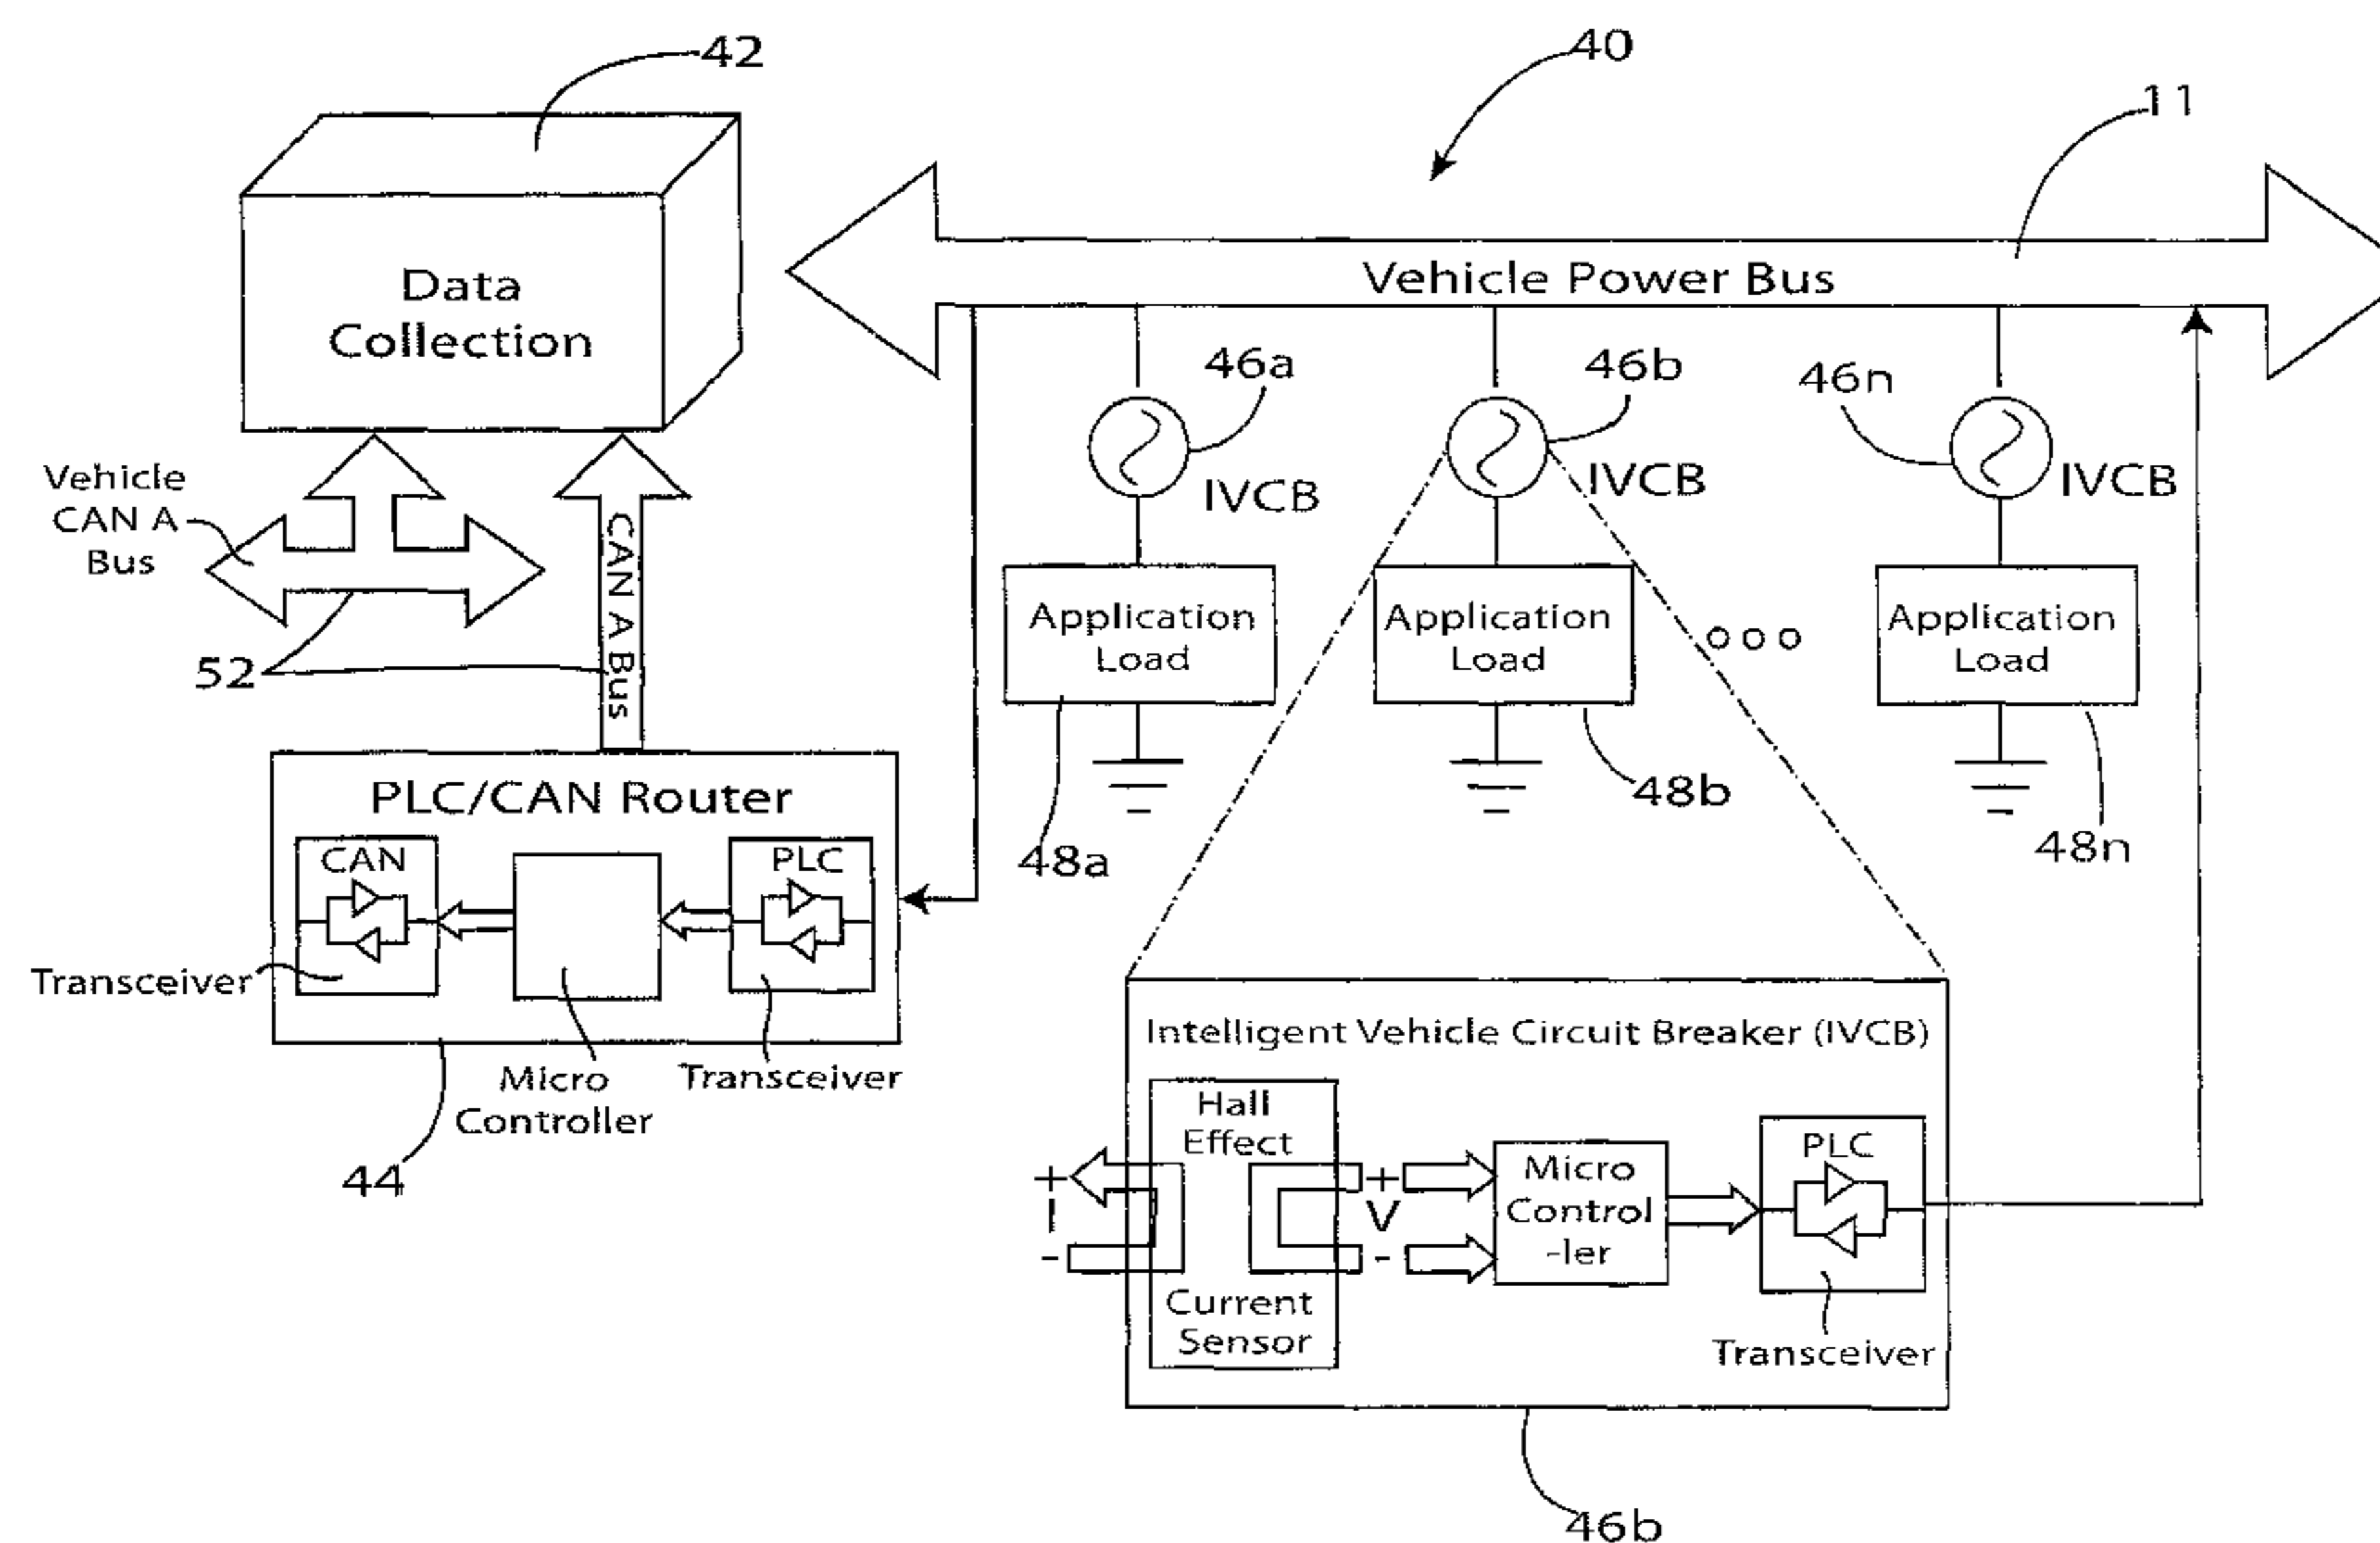 42
40
11
Data
Collection
Vehicle Power Bus
46a
46b
46n
IVCB
IVCB
IVCB
Vehicle
CAN A
Bus
CAN A Bus
52
Application
Load
Application
Load
Application
Load
48a
48b
48n
PLC/CAN Router
CAN
PLC
Transceiver
Micro
Controller
Transceiver
44
Intelligent Vehicle Circuit Breaker (IVCB)
Hall
Effect
+
I
-
+
V
-
Current
Sensor
Micro
Control
-ler
PLC
Transceiver
46b